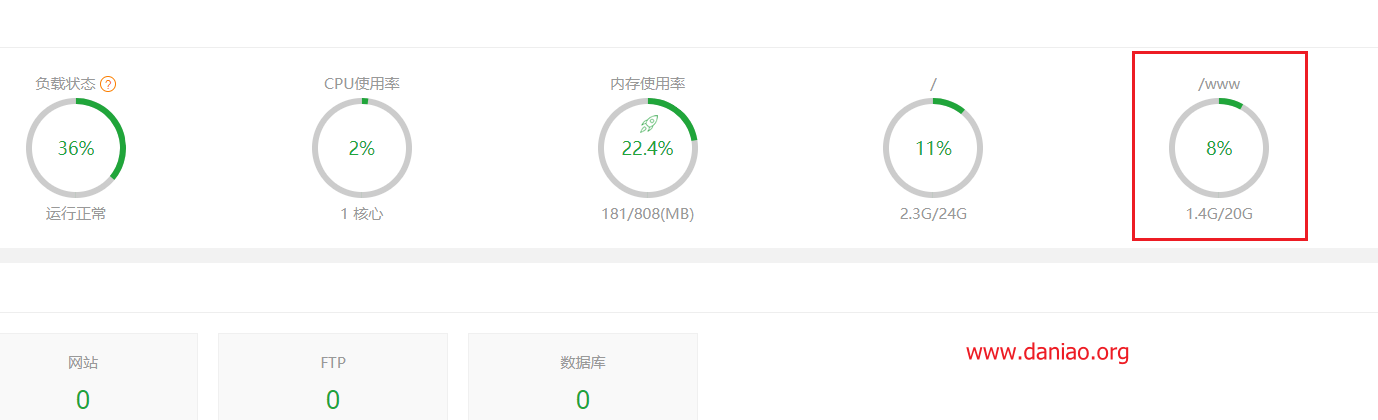 负载状态 ?
CPU使用率
内存使用率
/
/www
36%
2%
22.4%
11%
8%
运行正常
1 核心
181/808(MB)
2.3G/24G
1.4G/20G
网站
FTP
数据库
www.daniao.org
0
0
0